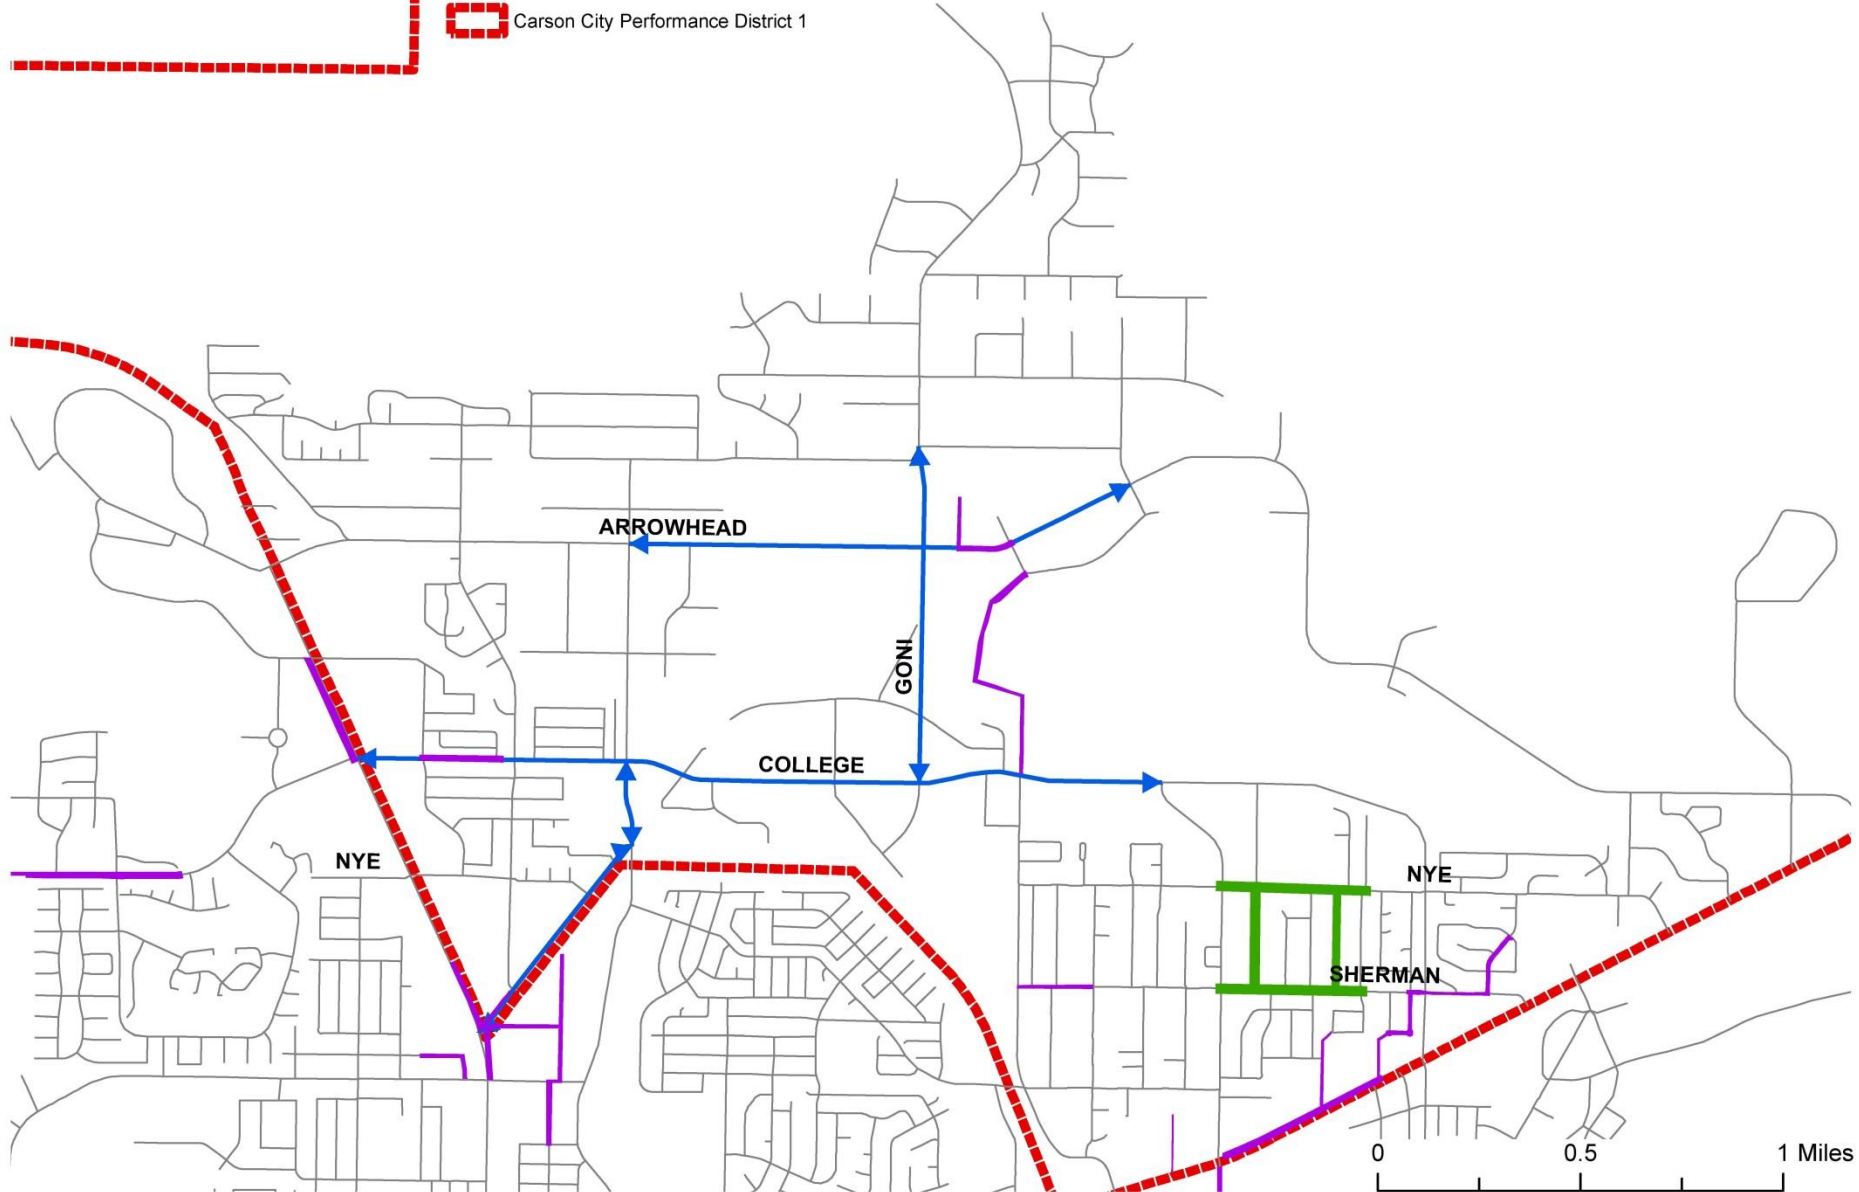 Carson City Performance District 1
ARROWHEAD
GONI
COLLEGE
NYE
NYE
SHERMAN
0 0.5 1 Miles